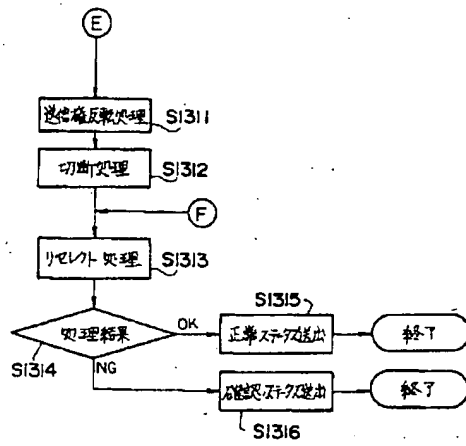 E
送信権反転処理
S1311
切断処理
S1312
F
リセレクト処理
S1313
処理結果
OK
S1314
NG
S1315
正常ステータス送出
終了
確認ステータス送出
終了
S1316